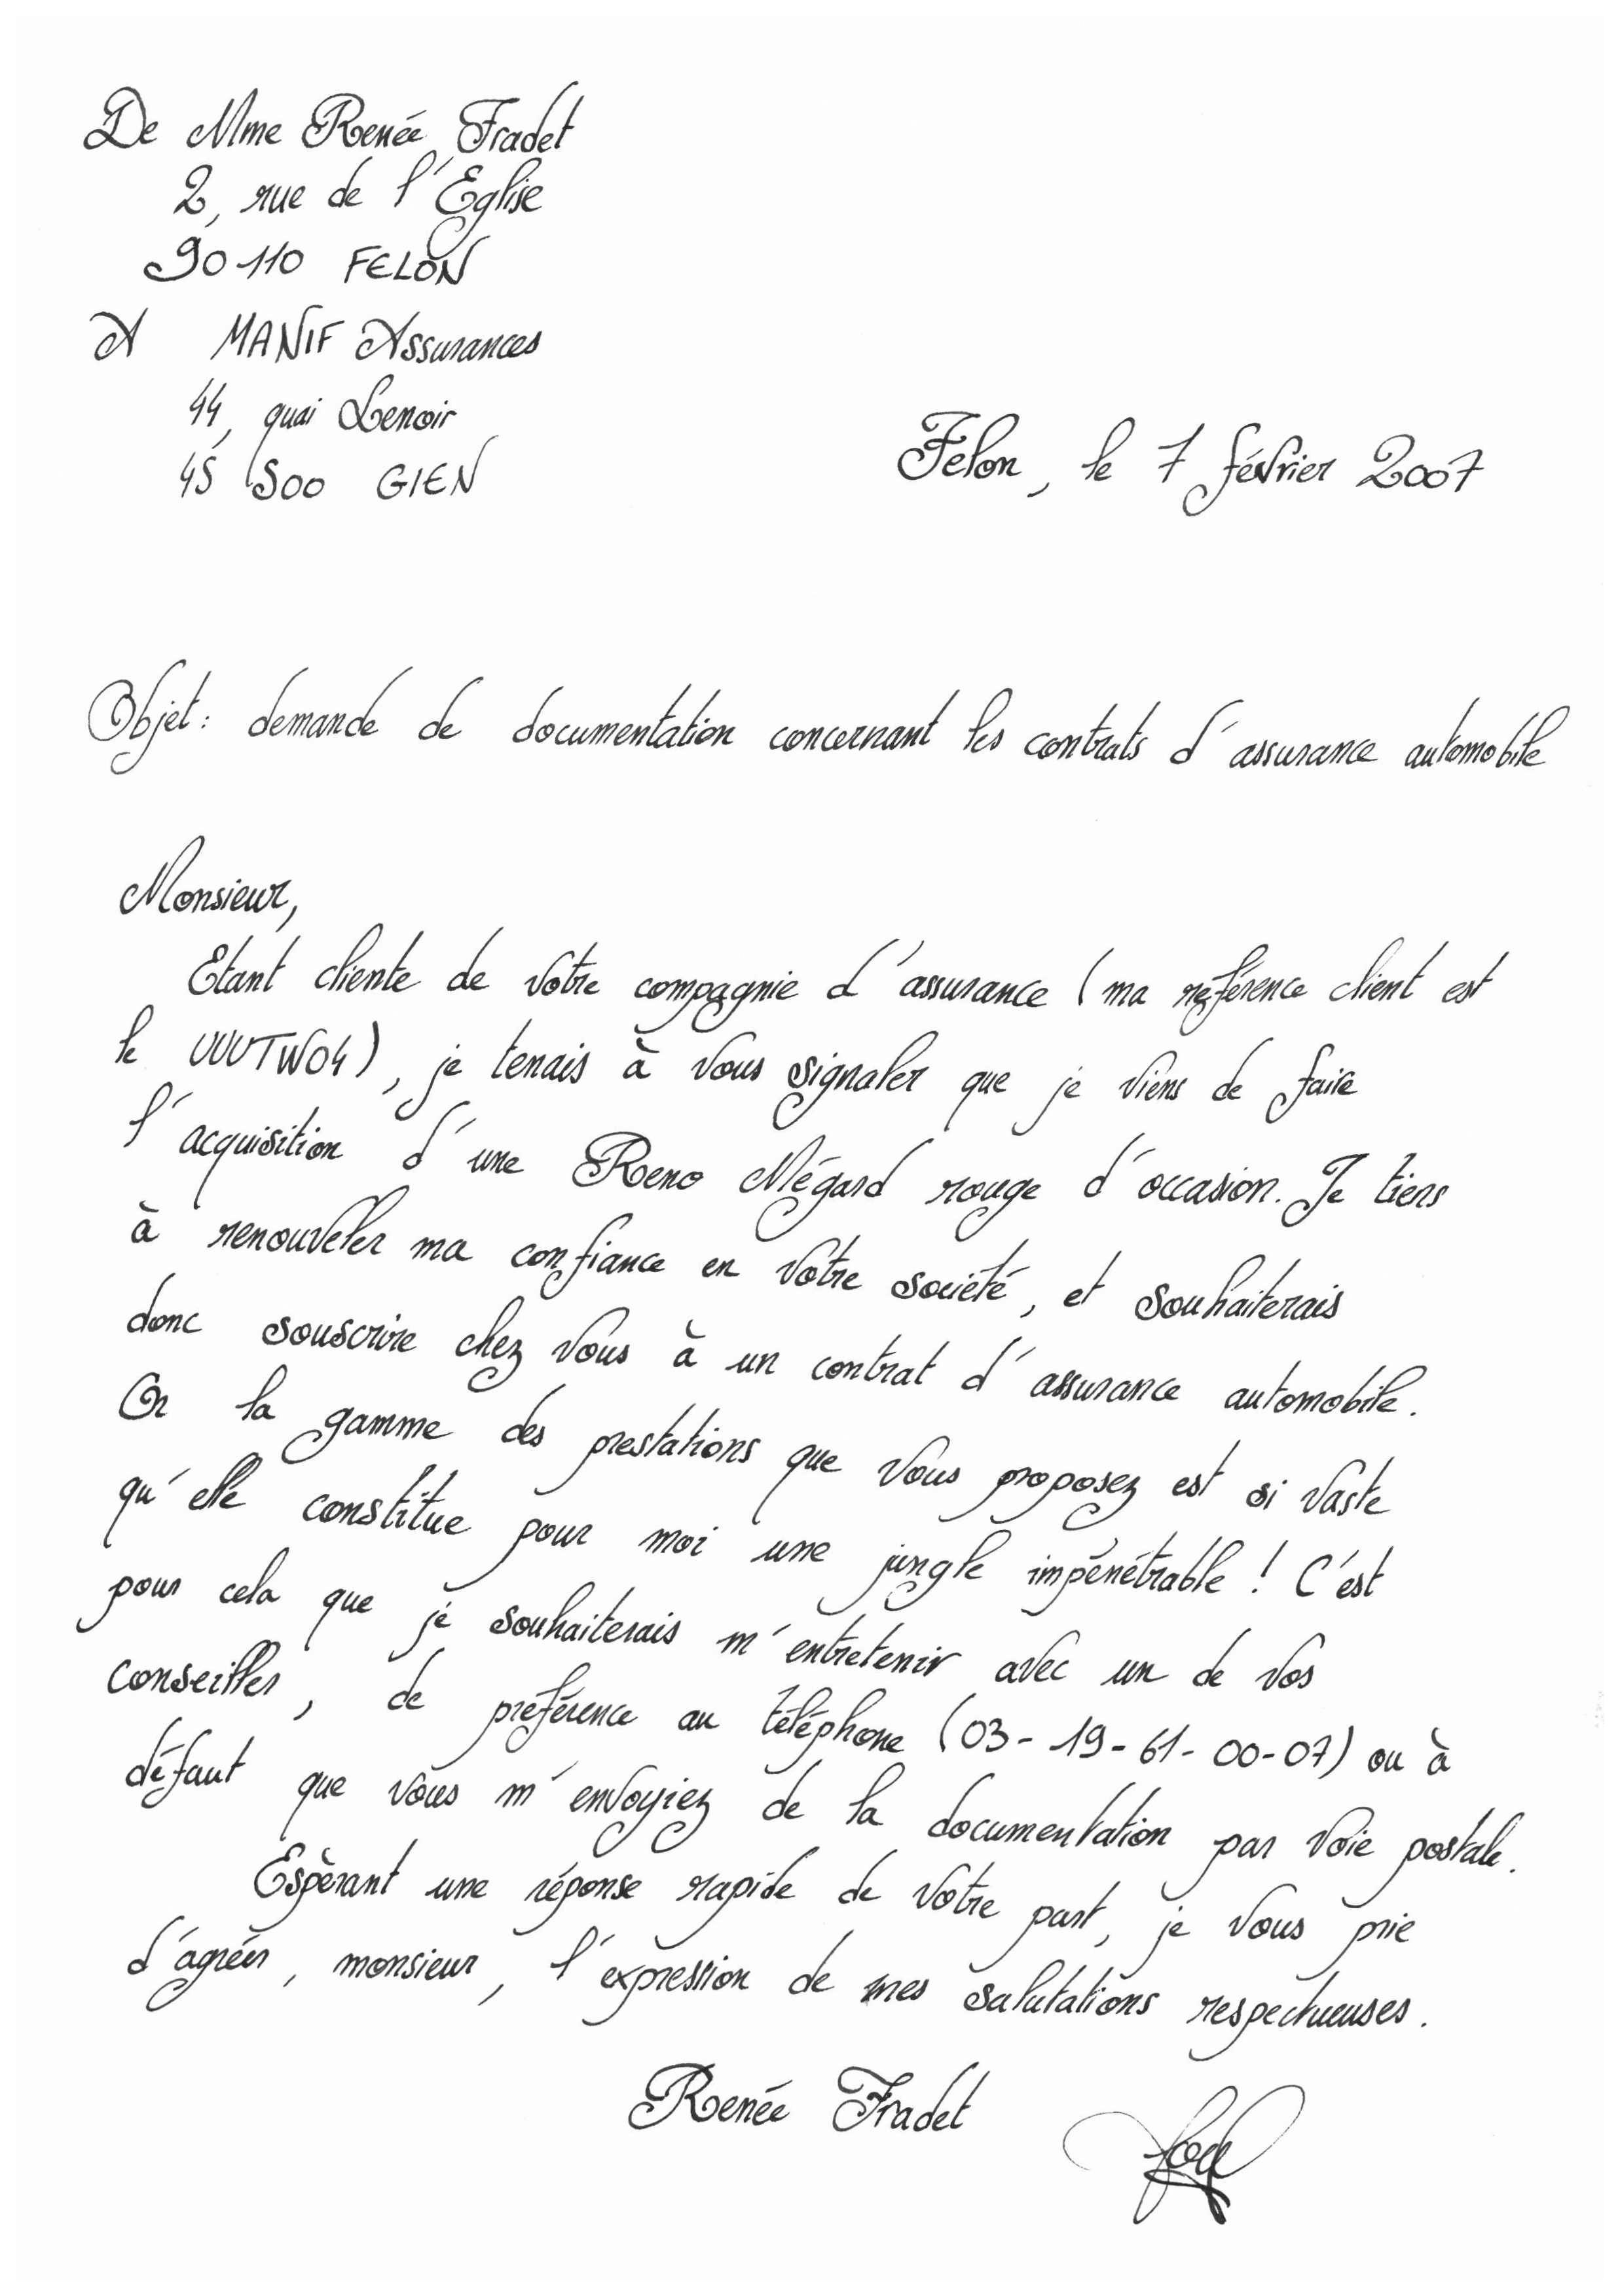 De Mme Renée Fradet
2, rue de l'Eglise
90110 FELON
A MANIF Assurances
44, quai Lenoir
45 500 GIEN
Felon, le 7 février 2007
Objet : demande de documentation concernant les contrats d'assurance automobile
Monsieur,
Etant cliente de votre compagnie d'assurance (ma référence client est
le UUUTW04), je tenais à vous signaler que je viens de faire
l'acquisition d'une Reno Mégard rouge d'occasion. Je tiens
à renouveler ma confiance en votre société, et souhaiterais
donc souscrire chez vous à un contrat d'assurance automobile.
Or la gamme des prestations que vous proposez est si vaste
qu'elle constitue pour moi une jungle impénétrable ! C'est
pour cela que je souhaiterais m'entretenir avec un de vos
conseiller, de préférence au téléphone (03-19-61-00-07) ou à
défaut que vous m'envoyiez de la documentation par voie postale.
Espèrant une réponse rapide de votre part, je vous prie
d'agréer, monsieur, l'expression de mes salutations respectueuses.
Renée Fradet